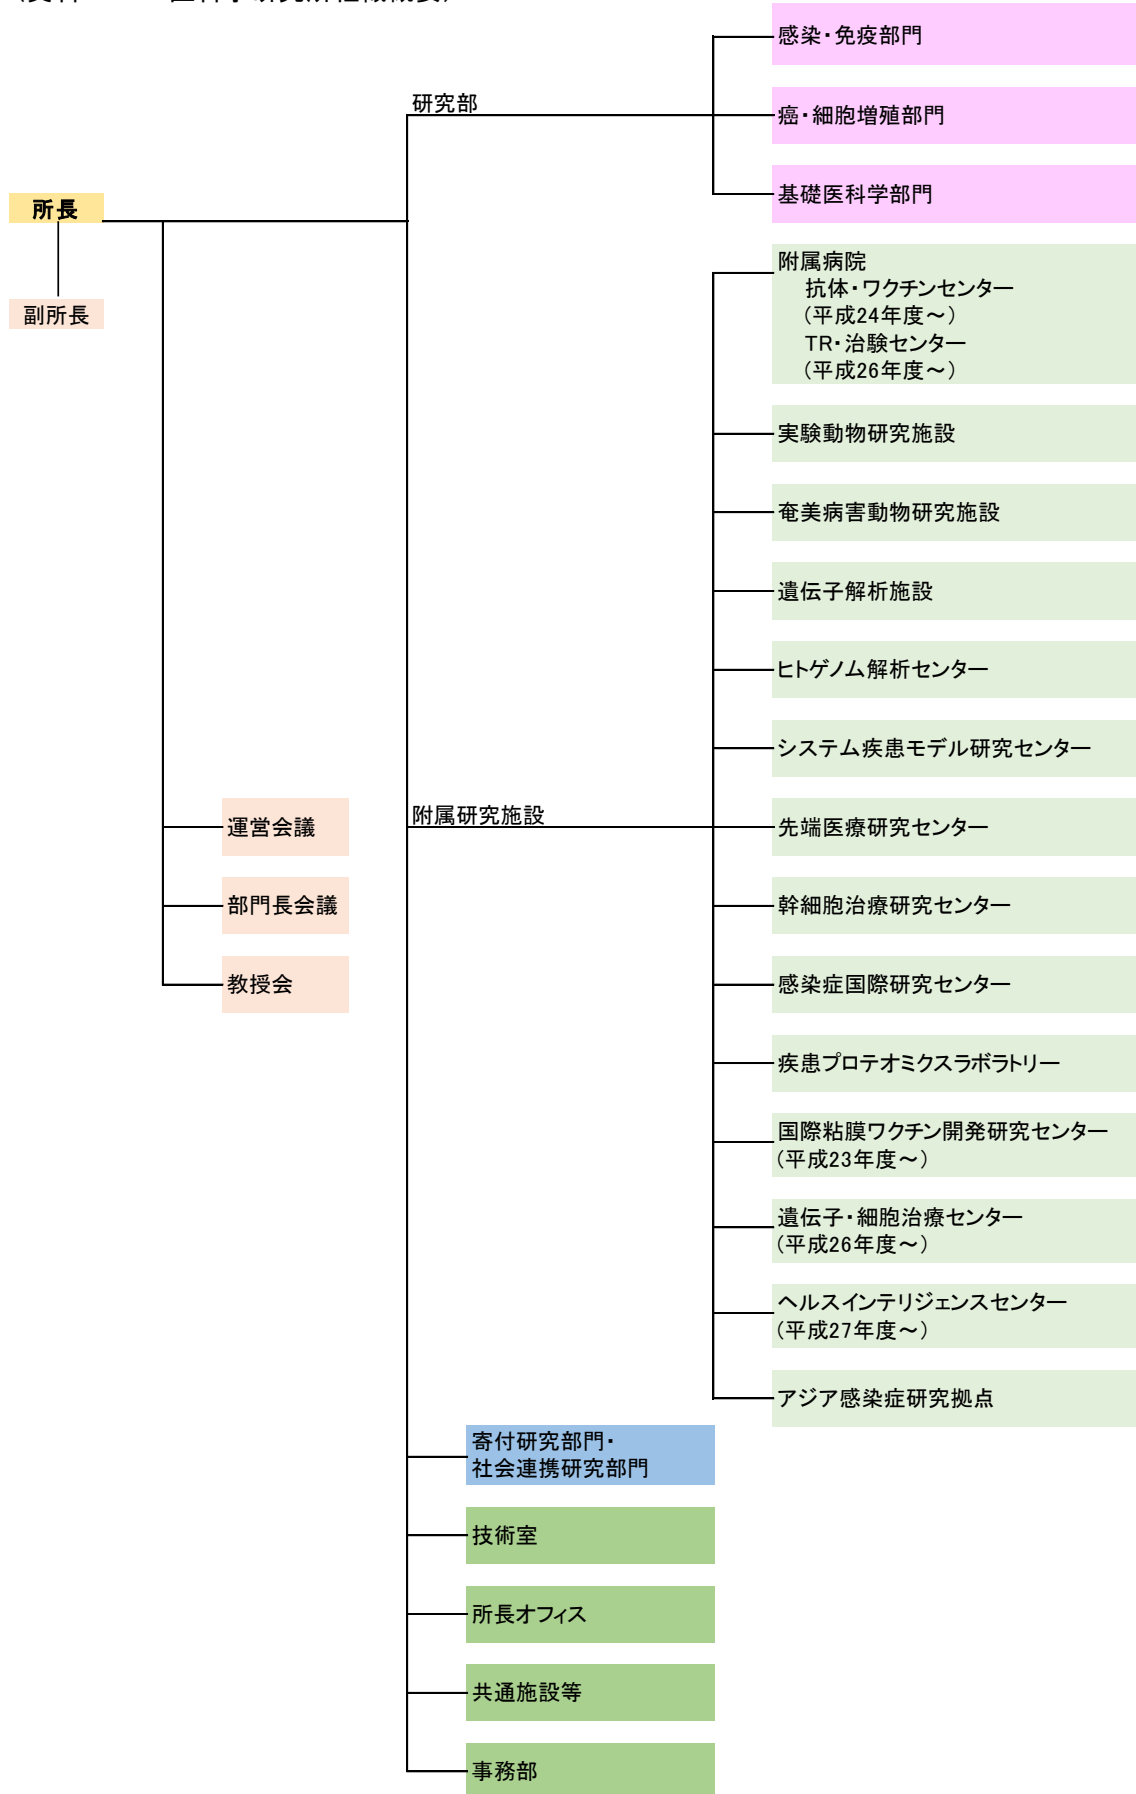 研究部
感染・免疫部門
癌・細胞増殖部門
基礎医科学部門
所長
副所長
附属病院
抗体・ワクチンセンター
（平成24年度～）
TR・治験センター
（平成26年度～）
実験動物研究施設
奄美病害動物研究施設
遺伝子解析施設
ヒトゲノム解析センター
システム疾患モデル研究センター
運営会議
部門長会議
教授会
附属研究施設
先端医療研究センター
幹細胞治療研究センター
感染症国際研究センター
疾患プロテオミクスラボラトリー
国際粘膜ワクチン開発研究センター
（平成23年度～）
遺伝子・細胞治療センター
（平成26年度～）
ヘルスインテリジェンスセンター
（平成27年度～）
アジア感染症研究拠点
寄付研究部門・
社会連携研究部門
技術室
所長オフィス
共通施設等
事務部